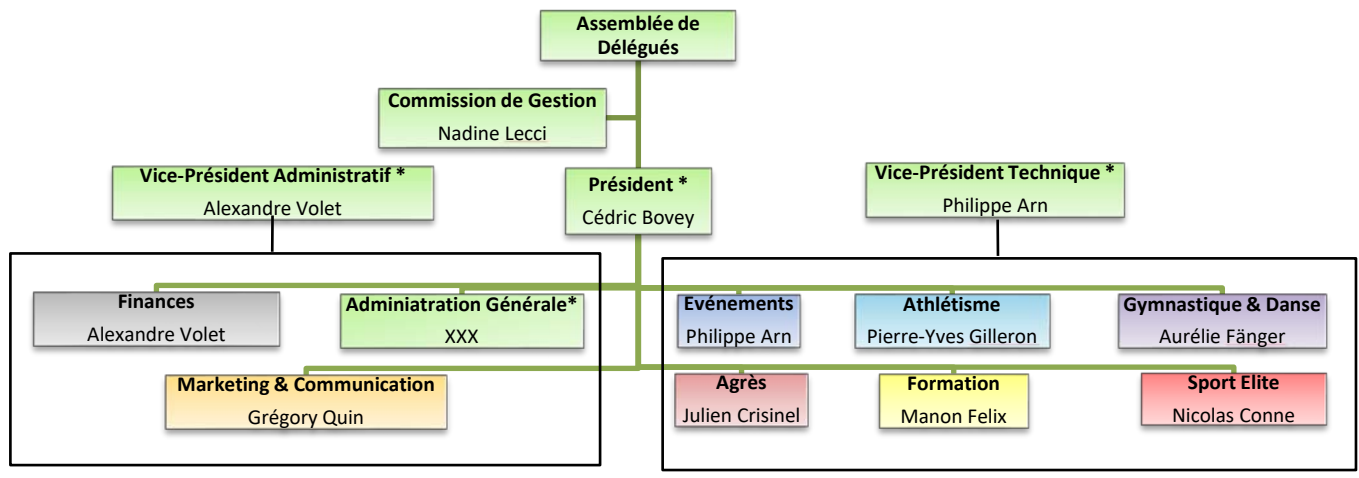 Assemblée de
Délégués
Commission de Gestion
Nadine Lecci
Vice-Président Administratif *
Alexandre Volet
Président *
Cédric Bovey
Vice-Président Technique *
Philippe Arn
Finances
Alexandre Volet
Adminiatration Générale*
XXX
Marketing & Communication
Grégory Quin
Evénements
Philippe Arn
Athlétisme
Pierre-Yves Gilleron
Gymnastique & Danse
Aurélie Fänger
Agrès
Julien Crisinel
Formation
Manon Felix
Sport Elite
Nicolas Conne